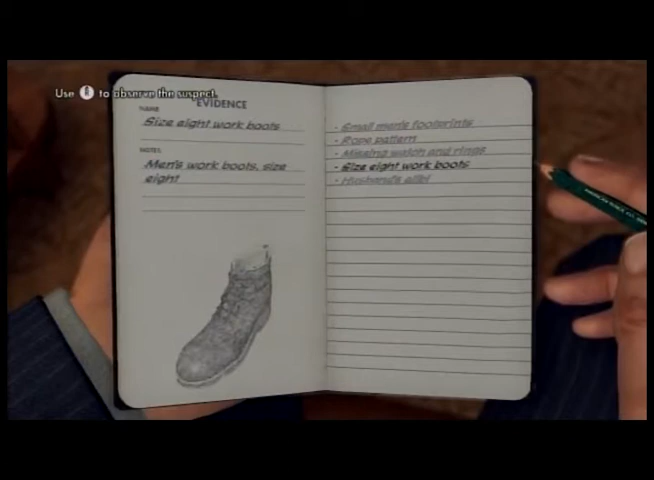 Use R to observe the suspect.
EVIDENCE
NAME
Size eight work boots
NOTES
Men's work boots, size
eight
- Small men's footprints
- Rope pattern
- Missing watch and rings
- Size eight work boots
- Husband's alibi